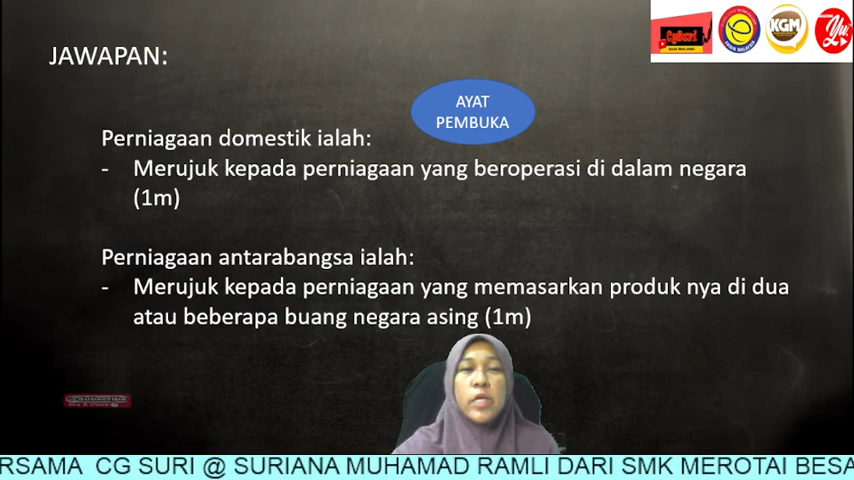 JAWAPAN:
CgSuri
KGM
Yu.
AYAT
PEMBUKA
Perniagaan domestik ialah:
- Merujuk kepada perniagaan yang beroperasi di dalam negara
(1m)
Perniagaan antarabangsa ialah:
- Merujuk kepada perniagaan yang memasarkan produk nya di dua
atau beberapa buang negara asing (1m)
RSAMA CG SURI @ SURIANA MUHAMAD RAMLI DARI SMK MEROTAI BESA